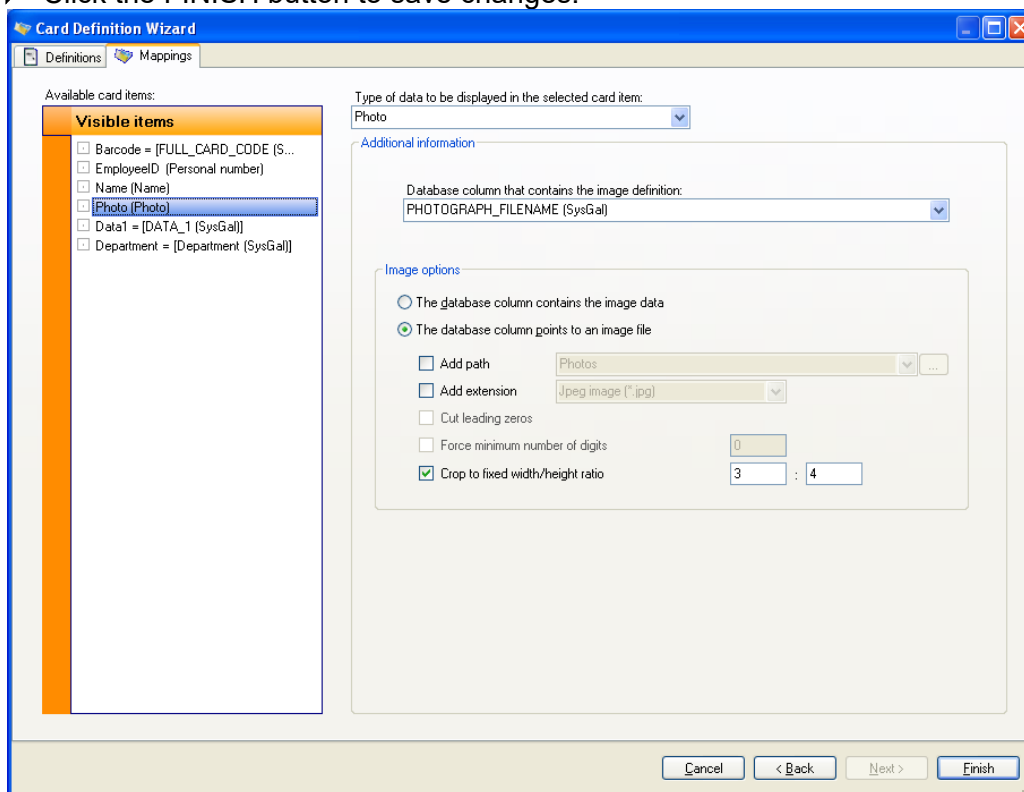 Click the FINISH button to save changes.
Card Definition Wizard
Definitions Mappings
Available card items:
Visible items
Barcode = [FULL_CARD_CODE (S...
EmployeeID (Personal number)
Name (Name)
Photo (Photo)
Data1 = [DATA_1 (SysGal)]
Department = [Department (SysGal)]
Type of data to be displayed in the selected card item:
Photo
Additional information
Database column that contains the image definition:
PHOTOGRAPH_FILENAME (SysGal)
Image options
The database column contains the image data
The database column points to an image file
Add path Photos ...
Add extension Jpeg image (*.jpg)
Cut leading zeros
Force minimum number of digits 0
Crop to fixed width/height ratio 3 : 4
Cancel < Back Next > Finish